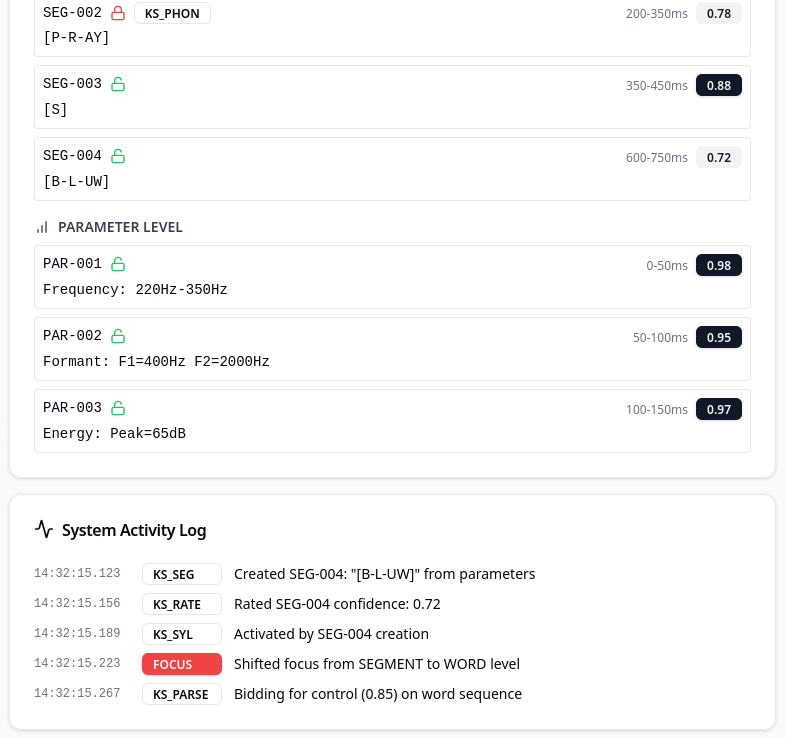 SEG-002 KS_PHON 200-350ms 0.78
[P-R-AY]
SEG-003 350-450ms 0.88
[S]
SEG-004 600-750ms 0.72
[B-L-UW]
PARAMETER LEVEL
PAR-001 0-50ms 0.98
Frequency: 220Hz-350Hz
PAR-002 50-100ms 0.95
Formant: F1=400Hz F2=2000Hz
PAR-003 100-150ms 0.97
Energy: Peak=65dB
System Activity Log
14:32:15.123 KS_SEG Created SEG-004: "[B-L-UW]" from parameters
14:32:15.156 KS_RATE Rated SEG-004 confidence: 0.72
14:32:15.189 KS_SYL Activated by SEG-004 creation
14:32:15.223 FOCUS Shifted focus from SEGMENT to WORD level
14:32:15.267 KS_PARSE Bidding for control (0.85) on word sequence